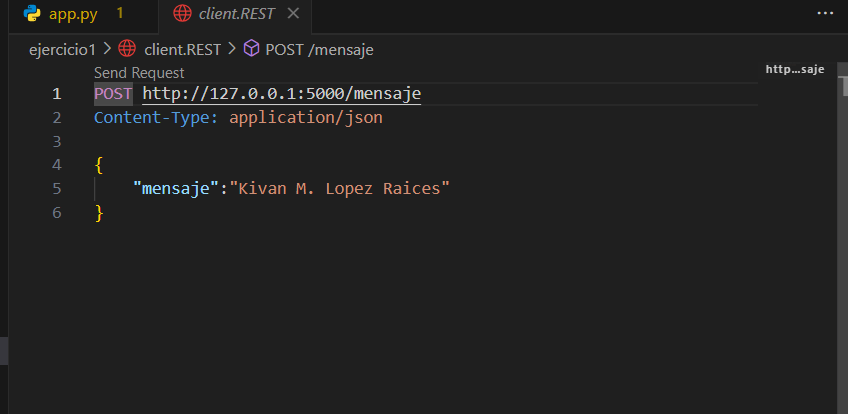 app.py 1 client.REST
ejercicio1 > client.REST > POST /mensaje
Send Request
1 POST http://127.0.0.1:5000/mensaje
http...saje
2 Content-Type: application/json
3
4 {
5 "mensaje":"Kivan M. Lopez Raices"
6 }